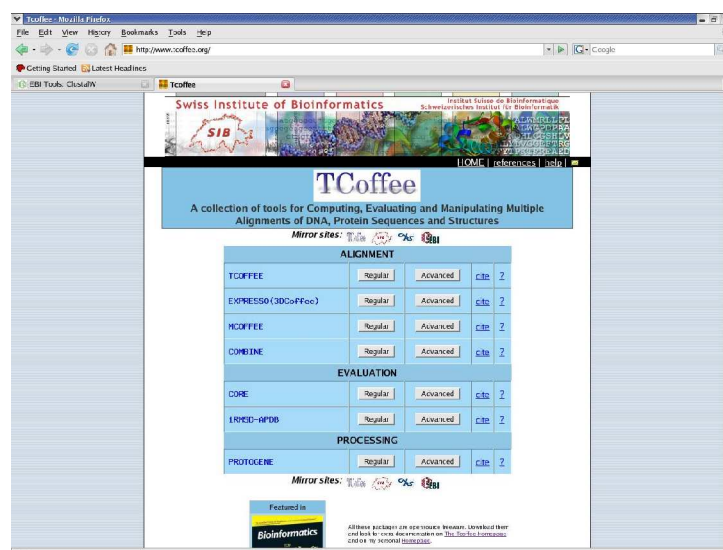 Tcoffee - Mozilla Firefox
File Edit View History Bookmarks Tools Help
http://www.tcoffee.org/
Google
Getting Started Latest Headlines
EBI Tools: ClustalW Tcoffee
Swiss Institute of Bioinformatics
Institut Suisse de Bioinformatique
Schweizerisches Institut für Bioinformatik
SIB
HOME | references | help |
TCoffee
A collection of tools for Computing, Evaluating and Manipulating Multiple
Alignments of DNA, Protein Sequences and Structures
Mirror sites:
ALIGNMENT
TCOFFEE Regular Advanced cite ?
EXPRESSO(3DCoffee) Regular Advanced cite ?
MCOFFEE Regular Advanced cite ?
COMBINE Regular Advanced cite ?
EVALUATION
CORE Regular Advanced cite ?
iRMSD-APDB Regular Advanced cite ?
PROCESSING
PROTOGENE Regular Advanced cite ?
Mirror sites:
Featured in
Bioinformatics
All these packages are open source freeware. Download them
and look for extra documentation on The Tcoffee homepage
and on my personal Homepage.